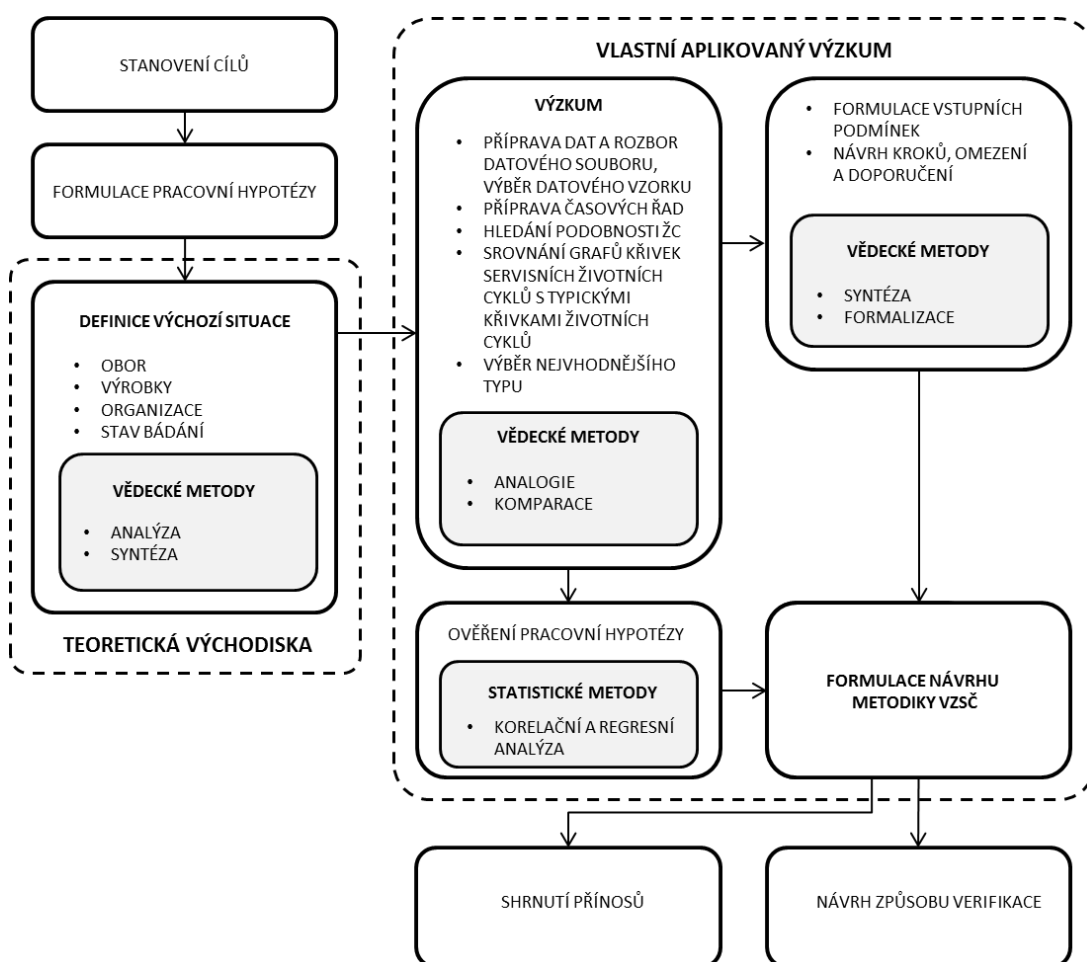 STANOVENÍ CÍLŮ
FORMULACE PRACOVNÍ HYPOTÉZY
DEFINICE VÝCHOZÍ SITUACE
• OBOR
• VÝROBKY
• ORGANIZACE
• STAV BÁDÁNÍ
VĚDECKÉ METODY
• ANALÝZA
• SYNTÉZA
TEORETICKÁ VÝCHODISKA
VLASTNÍ APLIKOVANÝ VÝZKUM
VÝZKUM
• PŘÍPRAVA DAT A ROZBOR
DATOVÉHO SOUBORU,
VÝBĚR DATOVÉHO VZORKU
• PŘÍPRAVA ČASOVÝCH ŘAD
• HLEDÁNÍ PODOBNOSTI ŽC
• SROVNÁNÍ GRAFŮ KŘIVEK
SERVISNÍCH ŽIVOTNÍCH
CYKLŮ S TYPICKÝMI
KŘIVKAMI ŽIVOTNÍCH
CYKLŮ
• VÝBĚR NEJVHODNĚJŠÍHO
TYPU
VĚDECKÉ METODY
• ANALOGIE
• KOMPARACE
• FORMULACE VSTUPNÍCH
PODMÍNEK
• NÁVRH KROKŮ, OMEZENÍ
A DOPORUČENÍ
VĚDECKÉ METODY
• SYNTÉZA
• FORMALIZACE
OVĚŘENÍ PRACOVNÍ HYPOTÉZY
STATISTICKÉ METODY
• KORELAČNÍ A REGRESNÍ
ANALÝZA
FORMULACE NÁVRHU
METODIKY VZSČ
SHRNUTÍ PŘÍNOSŮ
NÁVRH ZPŮSOBU VERIFIKACE